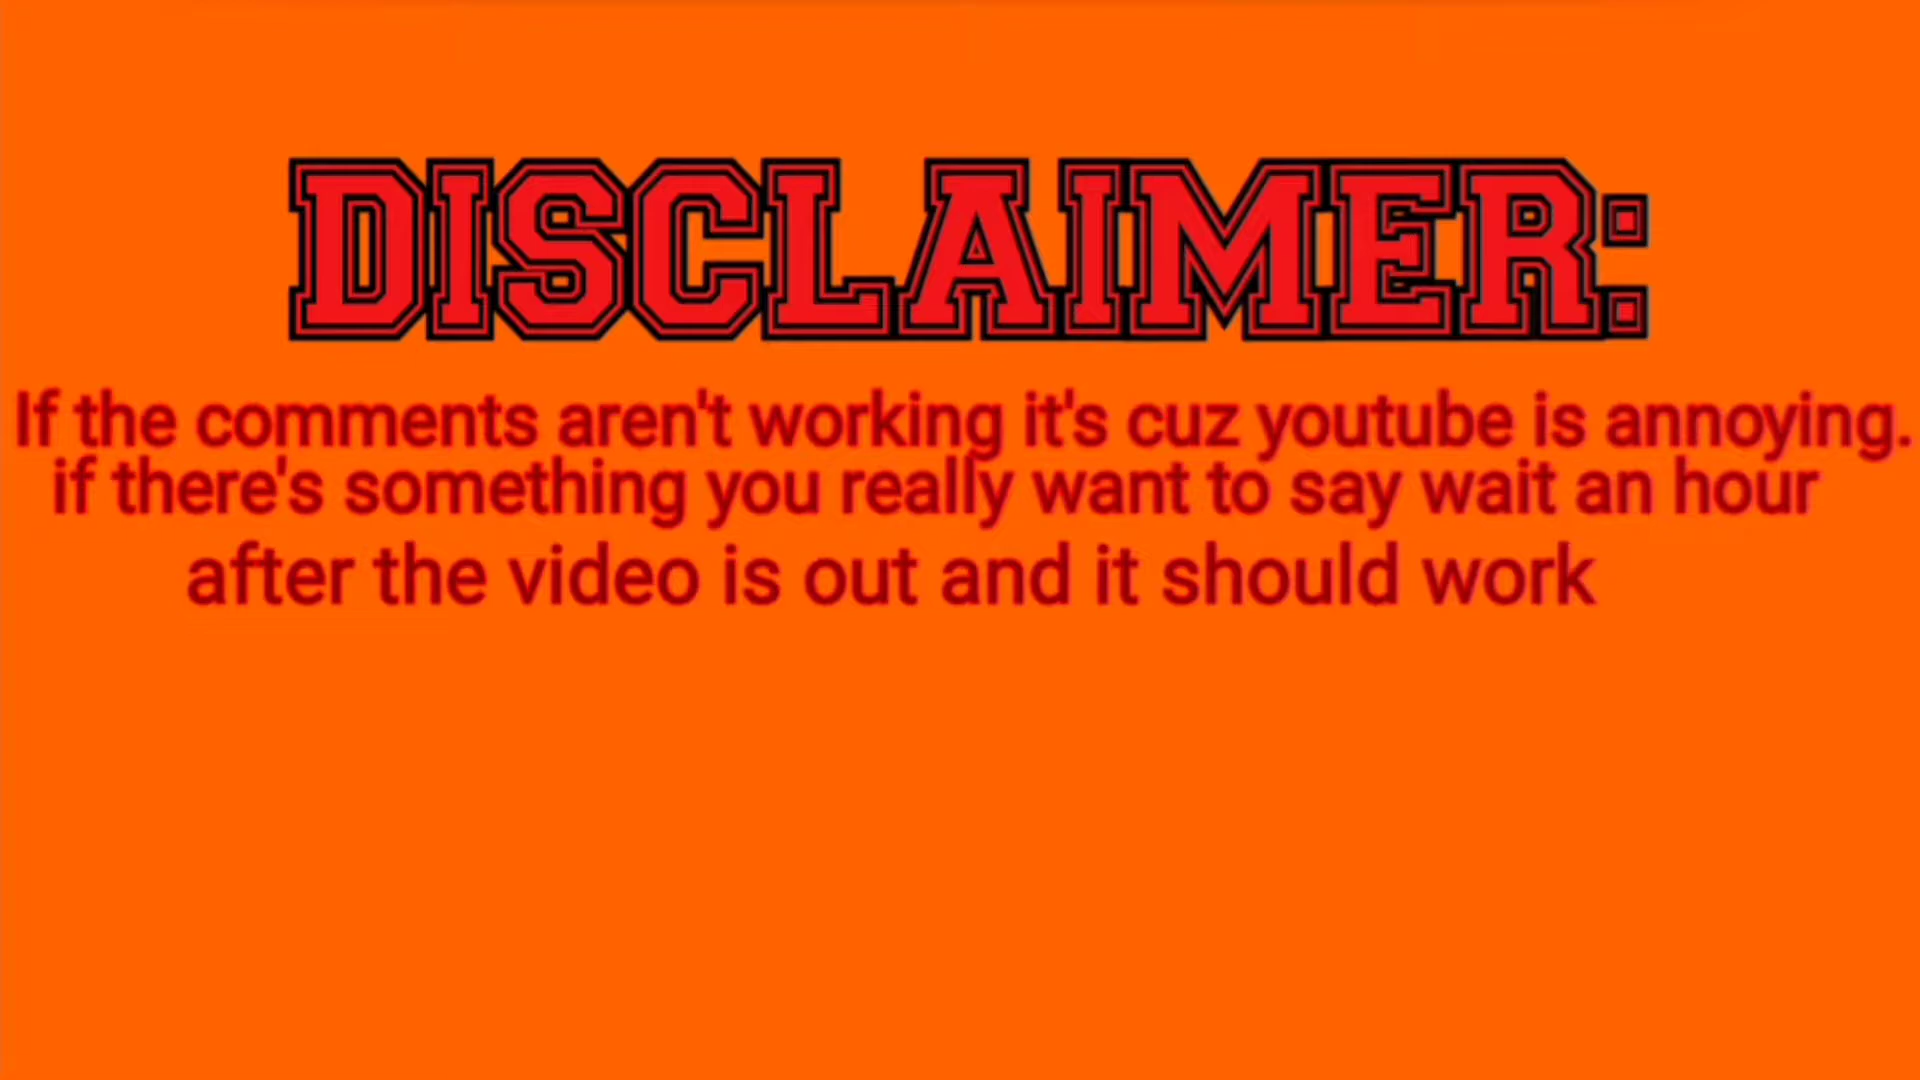 DISCLAIMER:
If the comments aren't working it's cuz youtube is annoying.
if there's something you really want to say wait an hour
after the video is out and it should work